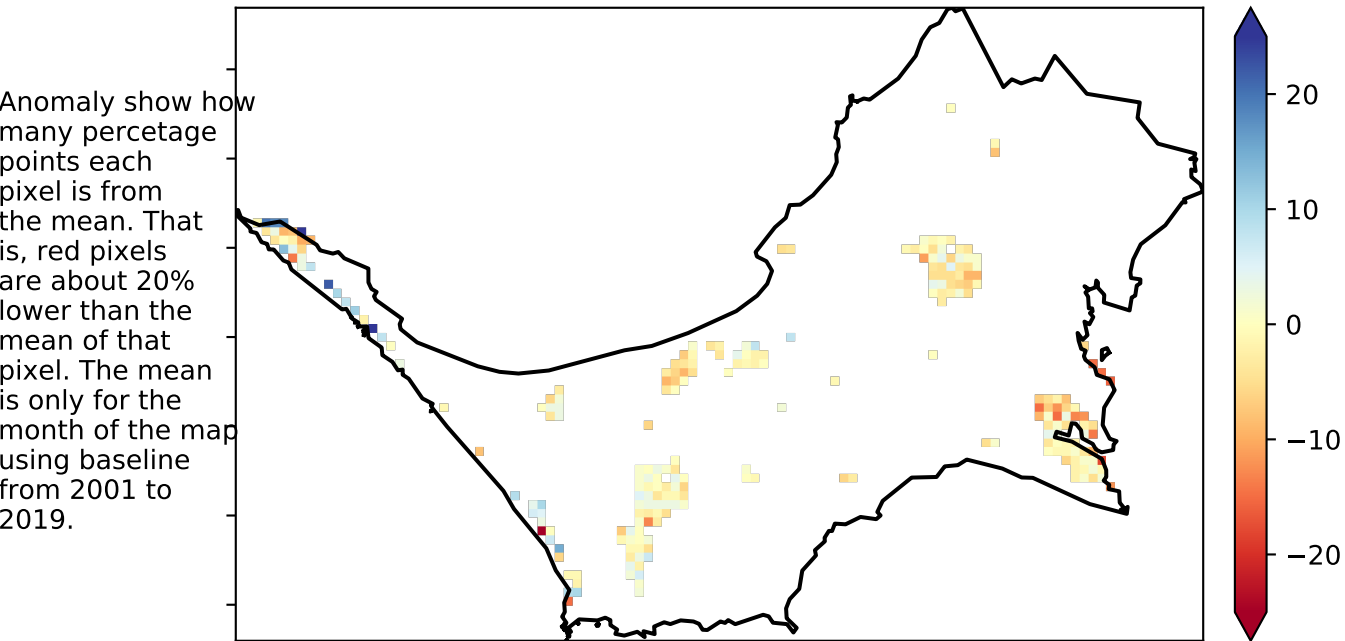 Anomaly show how
many percetage
points each
pixel is from
the mean. That
is, red pixels
are about 20%
lower than the
mean of that
pixel. The mean
is only for the
month of the map
using baseline
from 2001 to
2019.
20
10
0
−10
−20